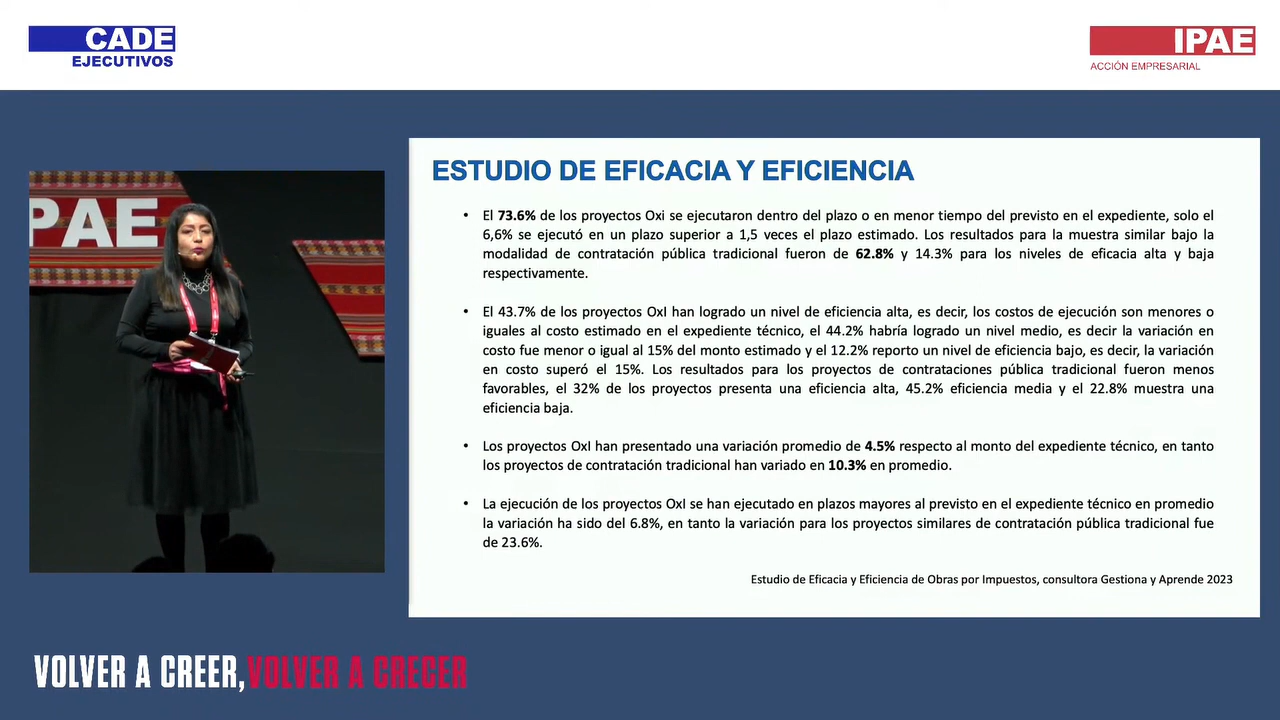 CADE
EJECUTIVOS
IPAE
ACCIÓN EMPRESARIAL
PAE
ESTUDIO DE EFICACIA Y EFICIENCIA
• El 73.6% de los proyectos Oxi se ejecutaron dentro del plazo o en menor tiempo del previsto en el expediente, solo el
6,6% se ejecutó en un plazo superior a 1,5 veces el plazo estimado. Los resultados para la muestra similar bajo la
modalidad de contratación pública tradicional fueron de 62.8% y 14.3% para los niveles de eficacia alta y baja
respectivamente.
• El 43.7% de los proyectos OxI han logrado un nivel de eficiencia alta, es decir, los costos de ejecución son menores o
iguales al costo estimado en el expediente técnico, el 44.2% habría logrado un nivel medio, es decir la variación en
costo fue menor o igual al 15% del monto estimado y el 12.2% reporto un nivel de eficiencia bajo, es decir, la variación
en costo superó el 15%. Los resultados para los proyectos de contrataciones pública tradicional fueron menos
favorables, el 32% de los proyectos presenta una eficiencia alta, 45.2% eficiencia media y el 22.8% muestra una
eficiencia baja.
• Los proyectos OxI han presentado una variación promedio de 4.5% respecto al monto del expediente técnico, en tanto
los proyectos de contratación tradicional han variado en 10.3% en promedio.
• La ejecución de los proyectos OxI se han ejecutado en plazos mayores al previsto en el expediente técnico en promedio
la variación ha sido del 6.8%, en tanto la variación para los proyectos similares de contratación pública tradicional fue
de 23.6%.
Estudio de Eficacia y Eficiencia de Obras por Impuestos, consultora Gestiona y Aprende 2023
VOLVER A CREER, VOLVER A CRECER